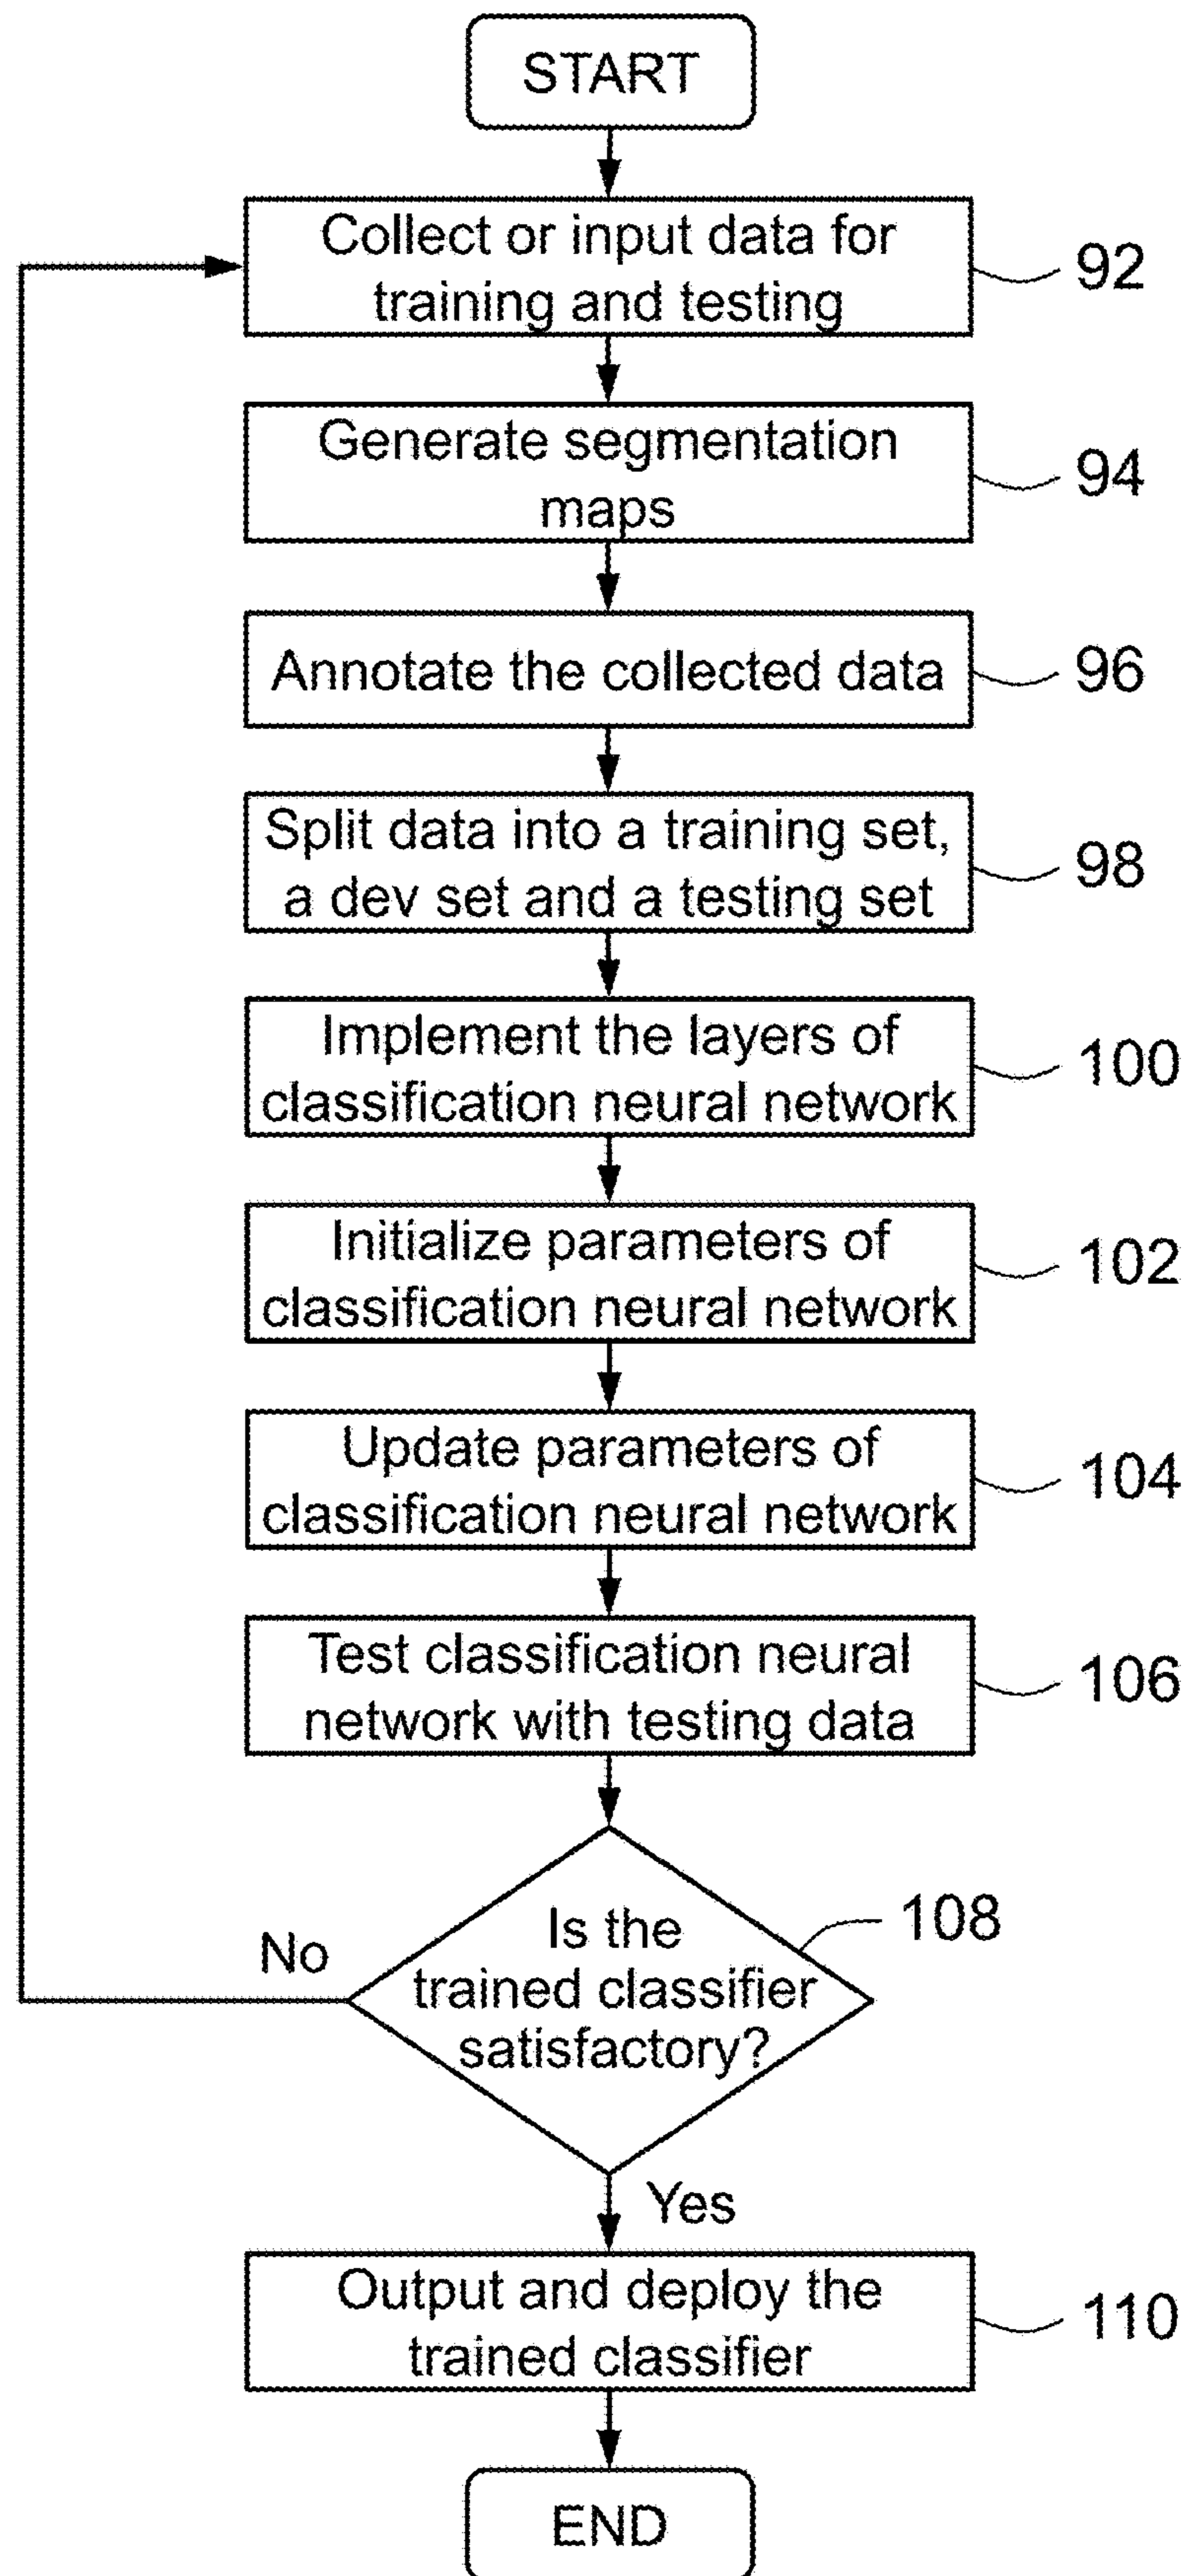 START
Collect or input data for
training and testing
92
Generate segmentation
maps
94
Annotate the collected data
96
Split data into a training set,
a dev set and a testing set
98
Implement the layers of
classification neural network
100
Initialize parameters of
classification neural network
102
Update parameters of
classification neural network
104
Test classification neural
network with testing data
106
Is the
trained classifier
satisfactory?
108
No
Yes
Output and deploy the
trained classifier
110
END